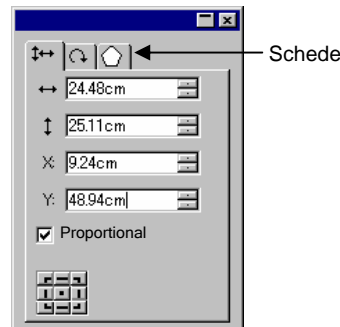 Schede
24.48cm
25.11cm
X: 9.24cm
Y: 48.94cm
Proportional